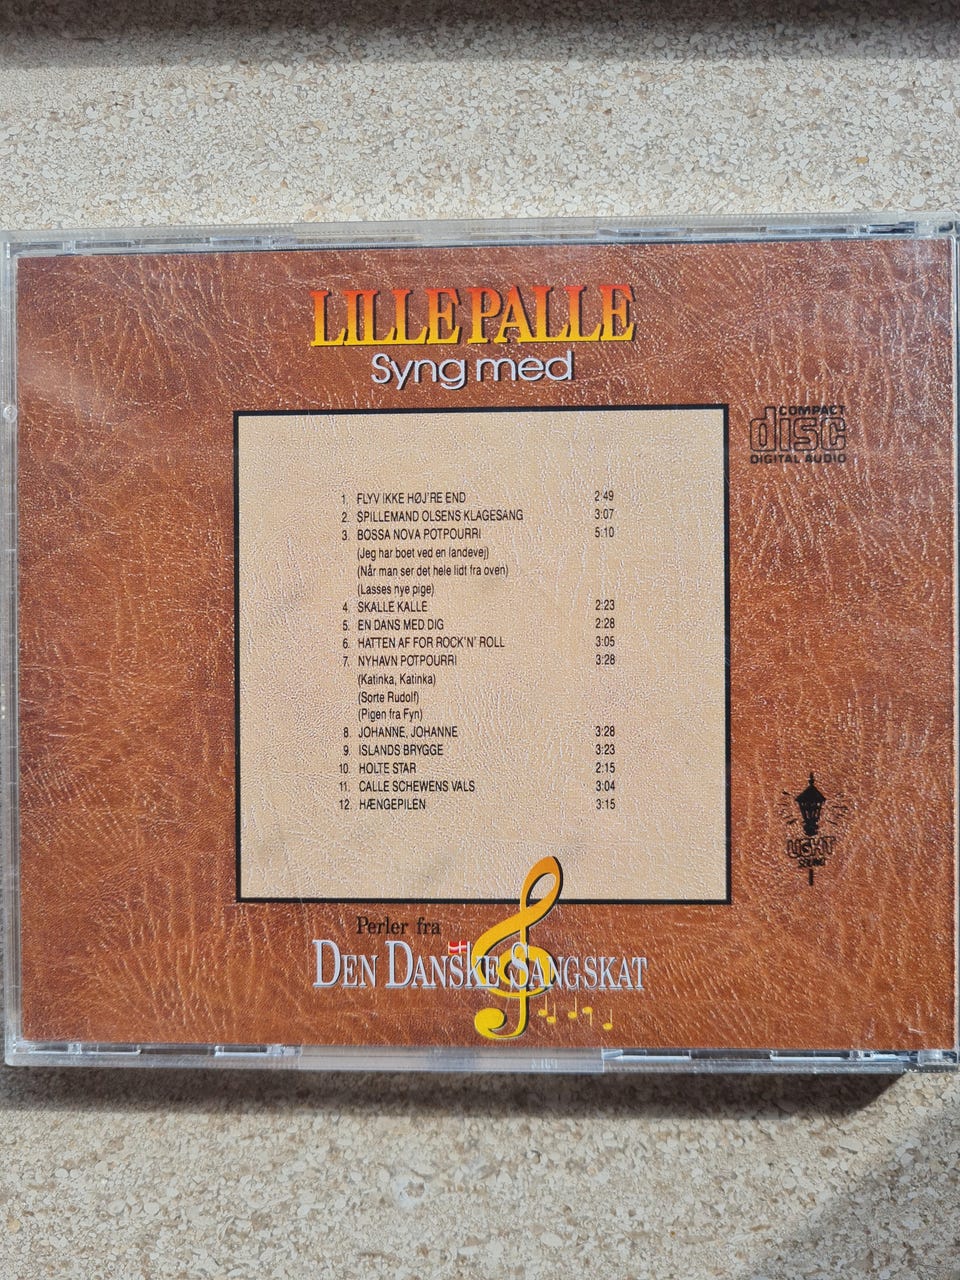 LILLE PALLE
Syng med
COMPACT
disc
DIGITAL AUDIO
1. FLYV IKKE HØJ'RE END 2:49
2. SPILLEMAND OLSENS KLAGESANG 3:07
3. BOSSA NOVA POTPOURRI 5:10
(Jeg har boet ved en landevej)
(Når man ser det hele lidt fra oven)
(Lasses nye pige)
4. SKALLE KALLE 2:23
5. EN DANS MED DIG 2:28
6. HATTEN AF FOR ROCK'N' ROLL 3:05
7. NYHAVN POTPOURRI 3:28
(Katinka, Katinka)
(Sorte Rudolf)
(Pigen fra Fyn)
8. JOHANNE, JOHANNE 3:28
9. ISLANDS BRYGGE 3:23
10. HOLTE STAR 2:15
11. CALLE SCHEWENS VALS 3:04
12. HÆNGEPILEN 3:15
LIGHT
SOUND
Perler fra
DEN DANSKE SANGSKAT